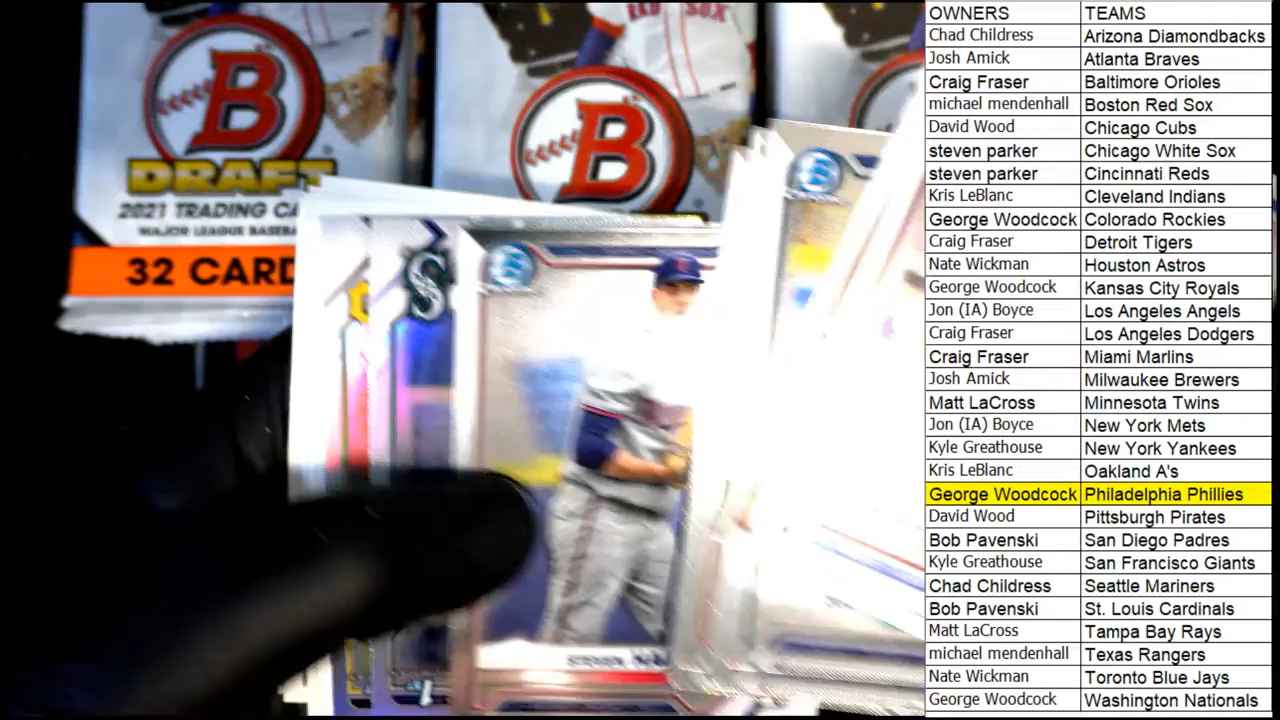 OWNERS TEAMS
Chad Childress Arizona Diamondbacks
Josh Amick Atlanta Braves
Craig Fraser Baltimore Orioles
michael mendenhall Boston Red Sox
David Wood Chicago Cubs
steven parker Chicago White Sox
steven parker Cincinnati Reds
Kris LeBlanc Cleveland Indians
George Woodcock Colorado Rockies
Craig Fraser Detroit Tigers
Nate Wickman Houston Astros
George Woodcock Kansas City Royals
Jon (IA) Boyce Los Angeles Angels
Craig Fraser Los Angeles Dodgers
Craig Fraser Miami Marlins
Josh Amick Milwaukee Brewers
Matt LaCross Minnesota Twins
Jon (IA) Boyce New York Mets
Kyle Greathouse New York Yankees
Kris LeBlanc Oakland A's
George Woodcock Philadelphia Phillies
David Wood Pittsburgh Pirates
Bob Pavenski San Diego Padres
Kyle Greathouse San Francisco Giants
Chad Childress Seattle Mariners
Bob Pavenski St. Louis Cardinals
Matt LaCross Tampa Bay Rays
michael mendenhall Texas Rangers
Nate Wickman Toronto Blue Jays
George Woodcock Washington Nationals
RED SOX
B
DRAFT
2021 TRADING CA
MAJOR LEAGUE BASEBA
32 CARD
B
S
STEVEN